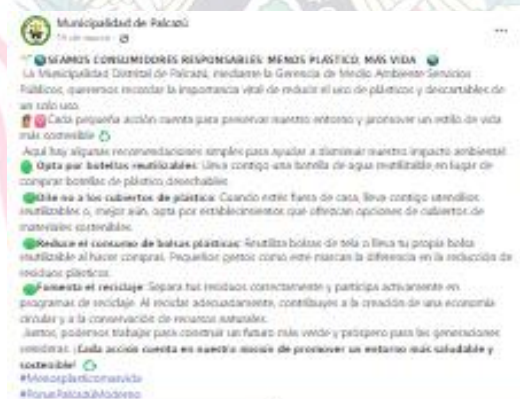 Municipalidad de Palcazú
SEAMOS CONSUMIDORES RESPONSABLES: MENOS PLÁSTICO, MÁS VIDA
La Municipalidad Distrital de Palcazú, mediante la Gerencia de Medio Ambiente Servicios
Públicos, queremos recordar la importancia vital de reducir el uso de plásticos y descartables de
un solo uso.
Cada pequeña acción cuenta para preservar nuestro entorno y promover un estilo de vida
más sostenible
Aquí hay algunas recomendaciones simples para ayudar a disminuir nuestro impacto ambiental:
Opta por botellas reutilizables: Lleva contigo una botella de agua reutilizable en lugar de
comprar botellas de plástico desechables
Dile no a los cubiertos de plástico: Cuando estés fuera de casa, lleva contigo utensilios
reutilizables o, mejor aún, opta por establecimientos que ofrezcan opciones de cubiertos de
materiales sostenibles.
Reduce el consumo de bolsas plásticas: Reutiliza bolsas de tela o lleva tu propia bolsa
reutilizable al hacer compras. Pequeños gestos como este marcan la diferencia en la reducción de
residuos plásticos.
Fomenta el reciclaje: Separa tus residuos correctamente y participa activamente en
programas de reciclaje. Al reciclar adecuadamente, contribuyes a la creación de una economía
circular y a la conservación de recursos naturales.
Juntos, podemos trabajar para construir un futuro más verde y próspero para las generaciones
venideras. ¡Cada acción cuenta en nuestra misión de promover un entorno más saludable y
sostenible!
#Menosplasticomasvida
#PorunPalcazúModerno